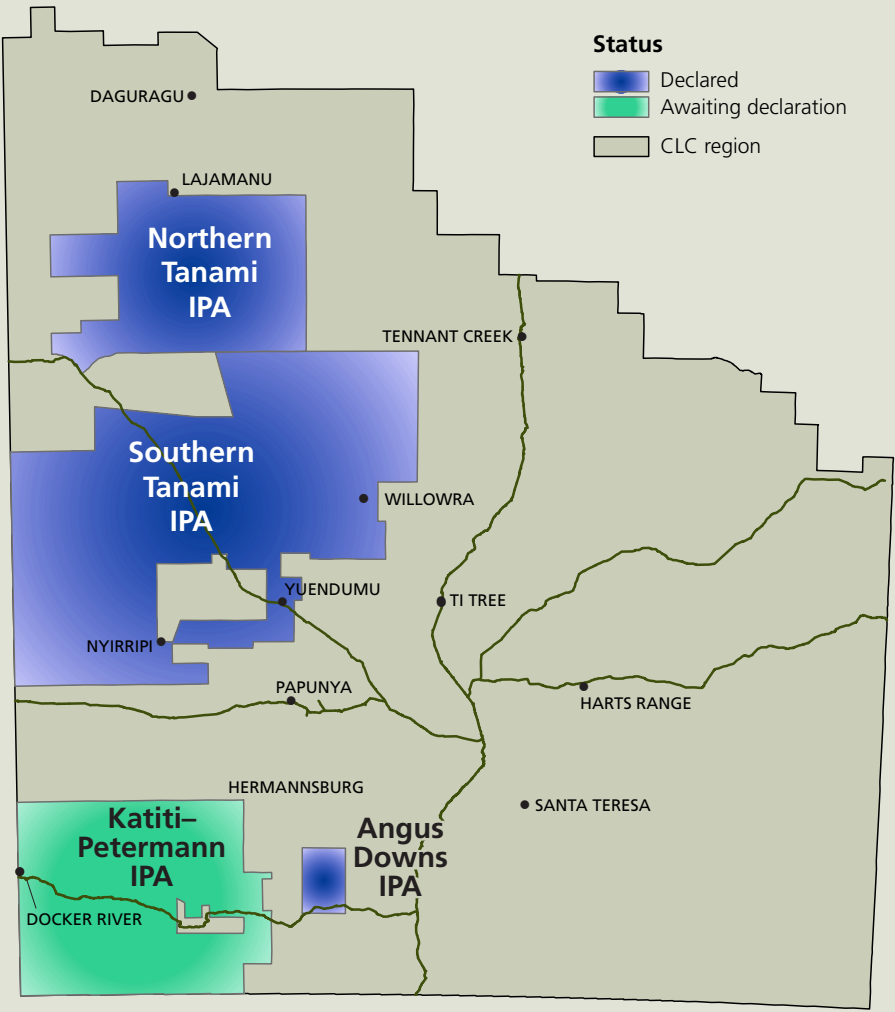 Status
Declared
Awaiting declaration
CLC region
DAGURAGU
LAJAMANU
Northern
Tanami
IPA
TENNANT CREEK
Southern
Tanami
IPA
WILLOWRA
YUENDUMU
TI TREE
NYIRRIPI
PAPUNYA
HARTS RANGE
HERMANNSBURG
SANTA TERESA
Katiti–
Petermann
IPA
Angus
Downs
IPA
DOCKER RIVER